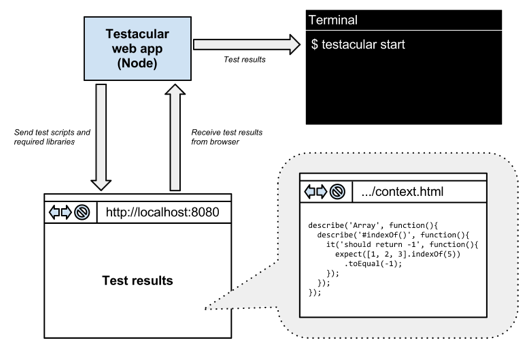 Testacular
web app
(Node)
Test results
Terminal
$ testacular start
Send test scripts and
required libraries
Receive test results
from browser
http://localhost:8080
Test results
.../context.html
describe('Array', function(){
  describe('#indexOf()', function(){
    it('should return -1', function(){
      expect([1, 2, 3].indexOf(5))
        .toEqual(-1);
    });
  });
});